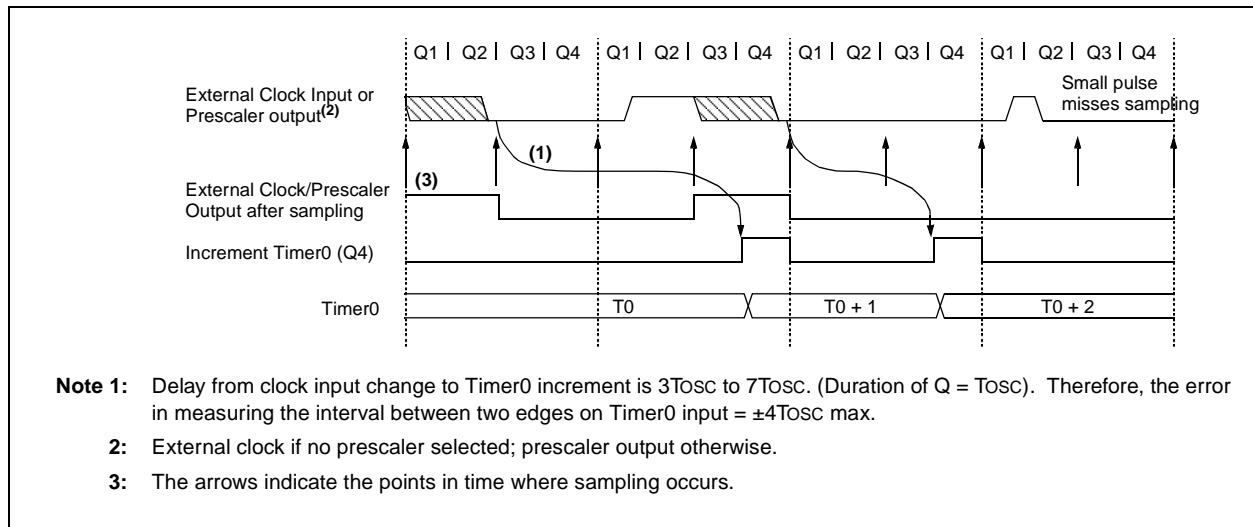 Q1 | Q2 | Q3 | Q4 Q1 | Q2 | Q3 | Q4 Q1 | Q2 | Q3 | Q4 Q1 | Q2 | Q3 | Q4
External Clock Input or
Prescaler output(2)
Small pulse
misses sampling
(1)
(3)
External Clock/Prescaler
Output after sampling
Increment Timer0 (Q4)
Timer0 T0 T0 + 1 T0 + 2
Note 1: Delay from clock input change to Timer0 increment is 3TOSC to 7TOSC. (Duration of Q = TOSC). Therefore, the error
in measuring the interval between two edges on Timer0 input = ±4TOSC max.
2: External clock if no prescaler selected; prescaler output otherwise.
3: The arrows indicate the points in time where sampling occurs.